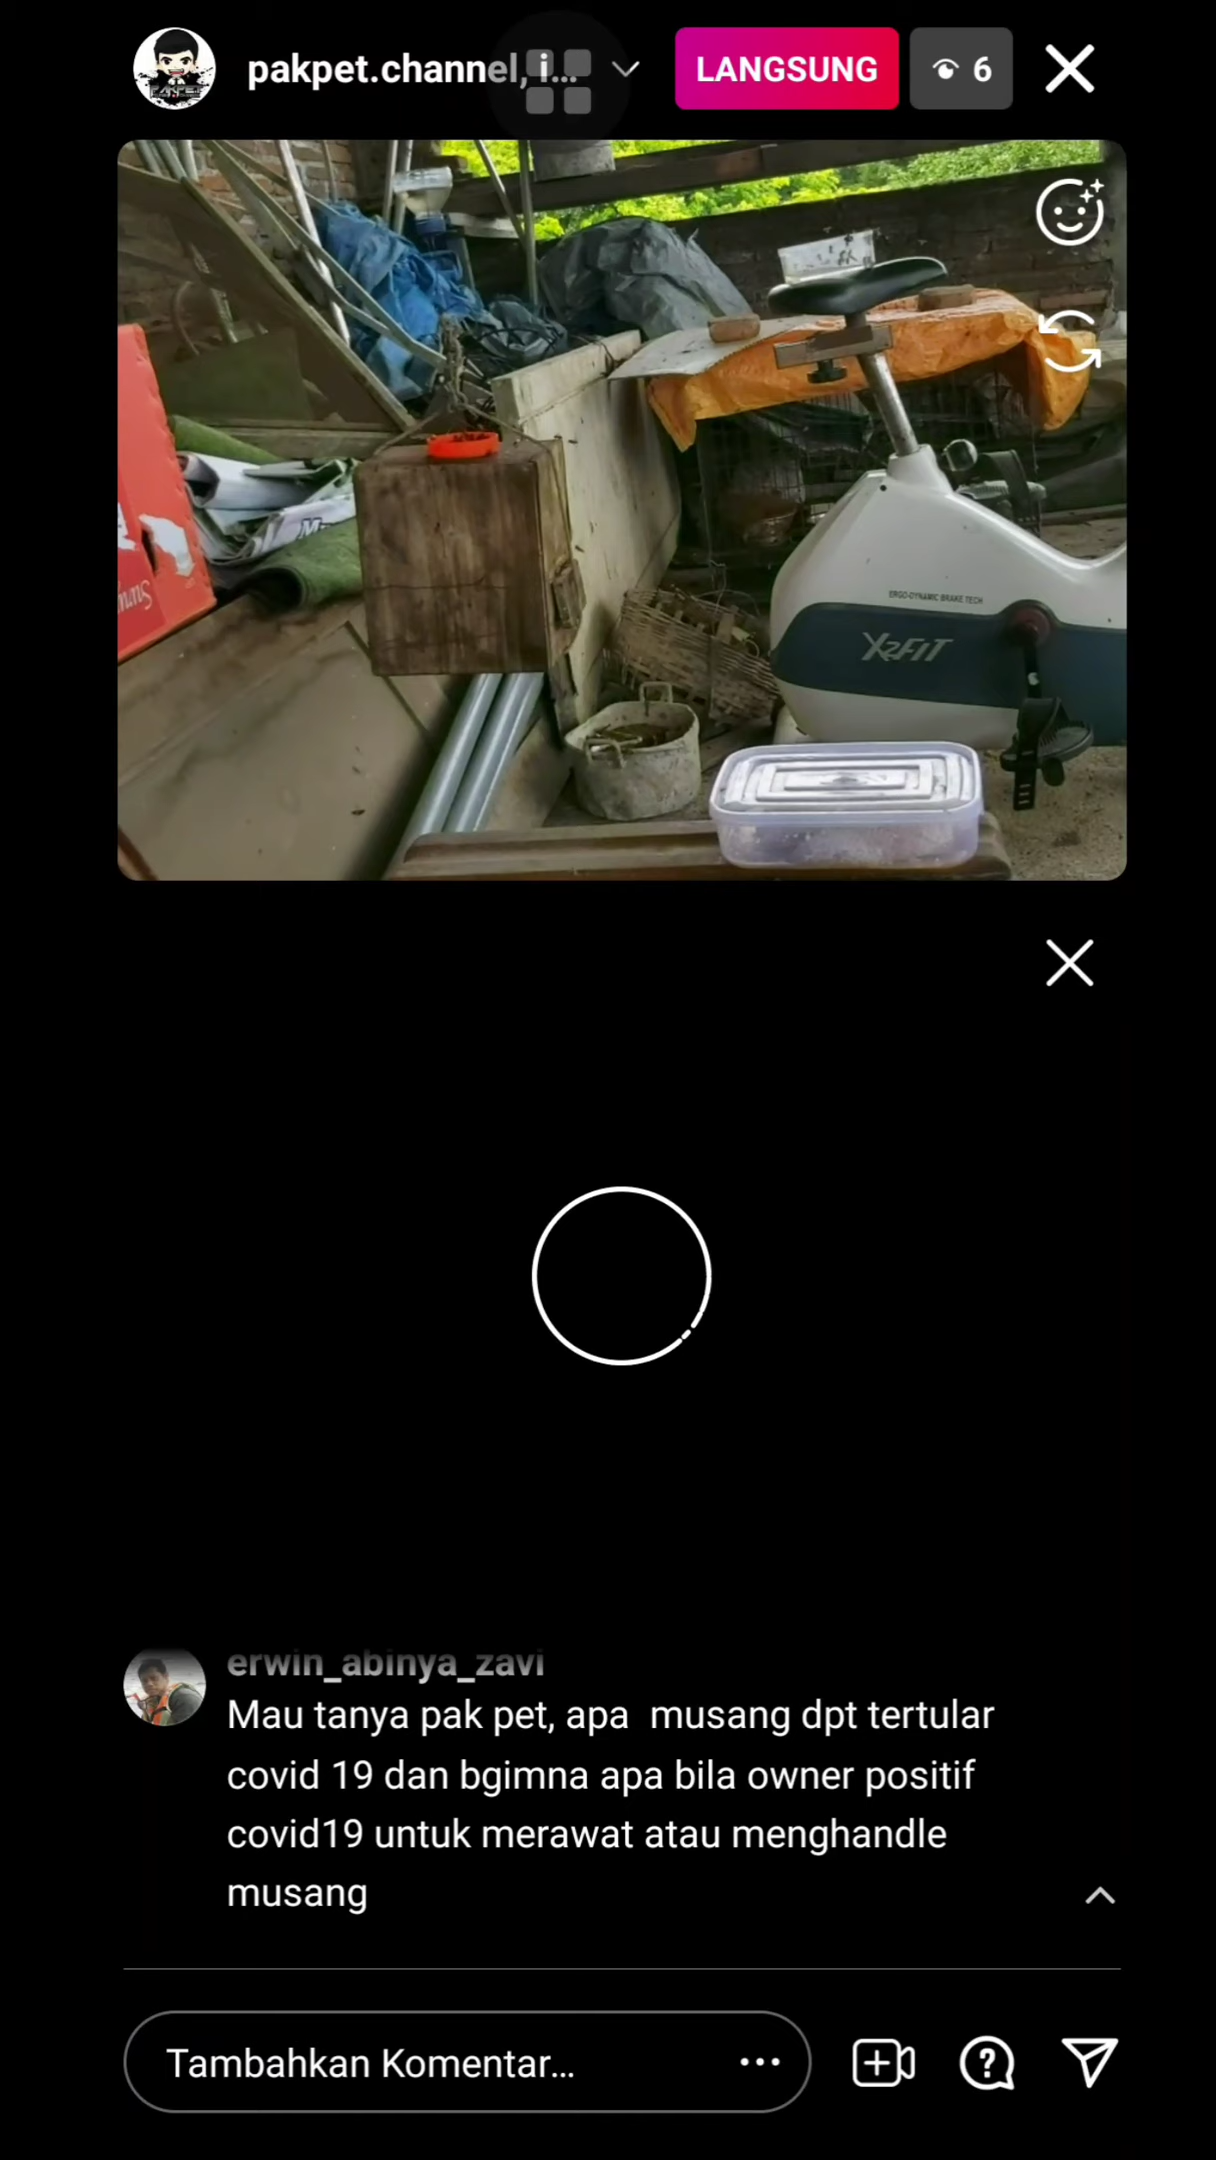 pakpet.channel, i...
LANGSUNG
6
ERGO-DYNAMIC BRAKE TECH
X2FIT
erwin_abinya_zavi
Mau tanya pak pet, apa  musang dpt tertular
covid 19 dan bgimna apa bila owner positif
covid19 untuk merawat atau menghandle
musang
Tambahkan Komentar...